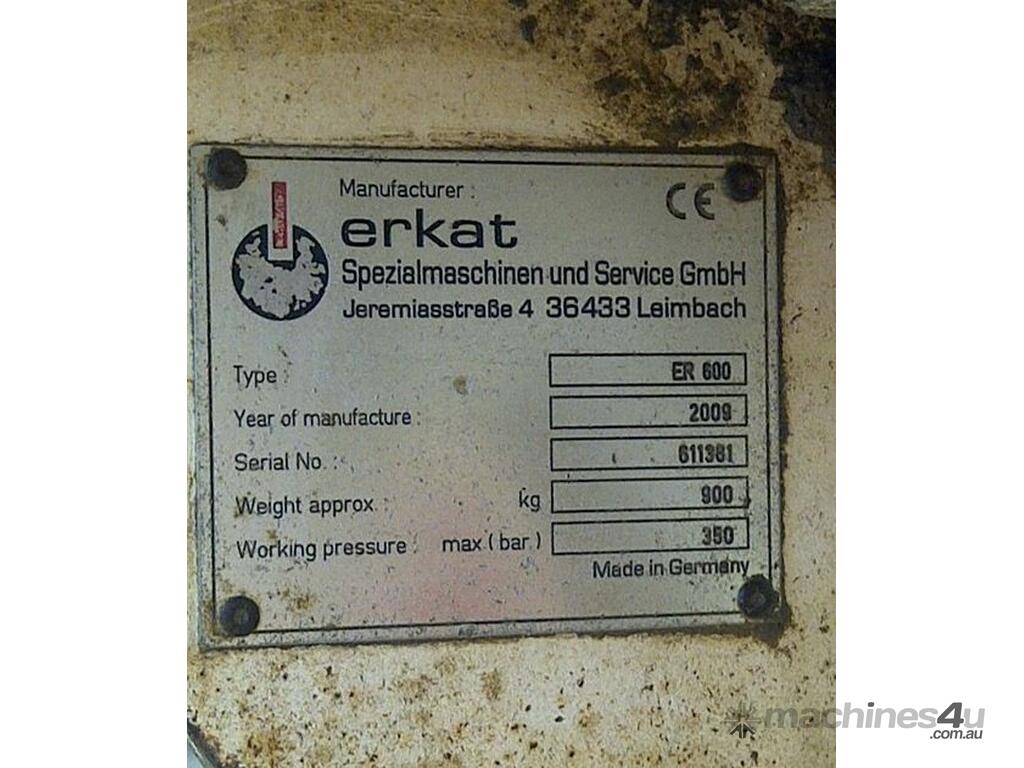 Manufacturer :
CE
erkat
Spezialmaschinen und Service GmbH
Jeremiasstraße 4 36433 Leimbach
Type : ER 600
Year of manufacture : 2009
Serial No. : 611381
Weight approx. kg 900
Working pressure : max ( bar ) 350
Made in Germany
machines4u
.com.au